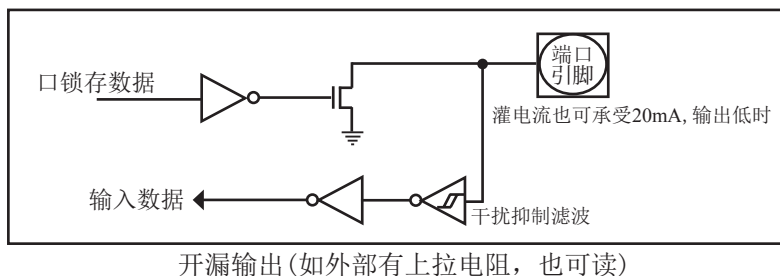 端口
引脚
口锁存数据
灌电流也可承受20mA, 输出低时
输入数据
干扰抑制滤波
开漏输出(如外部有上拉电阻，也可读)